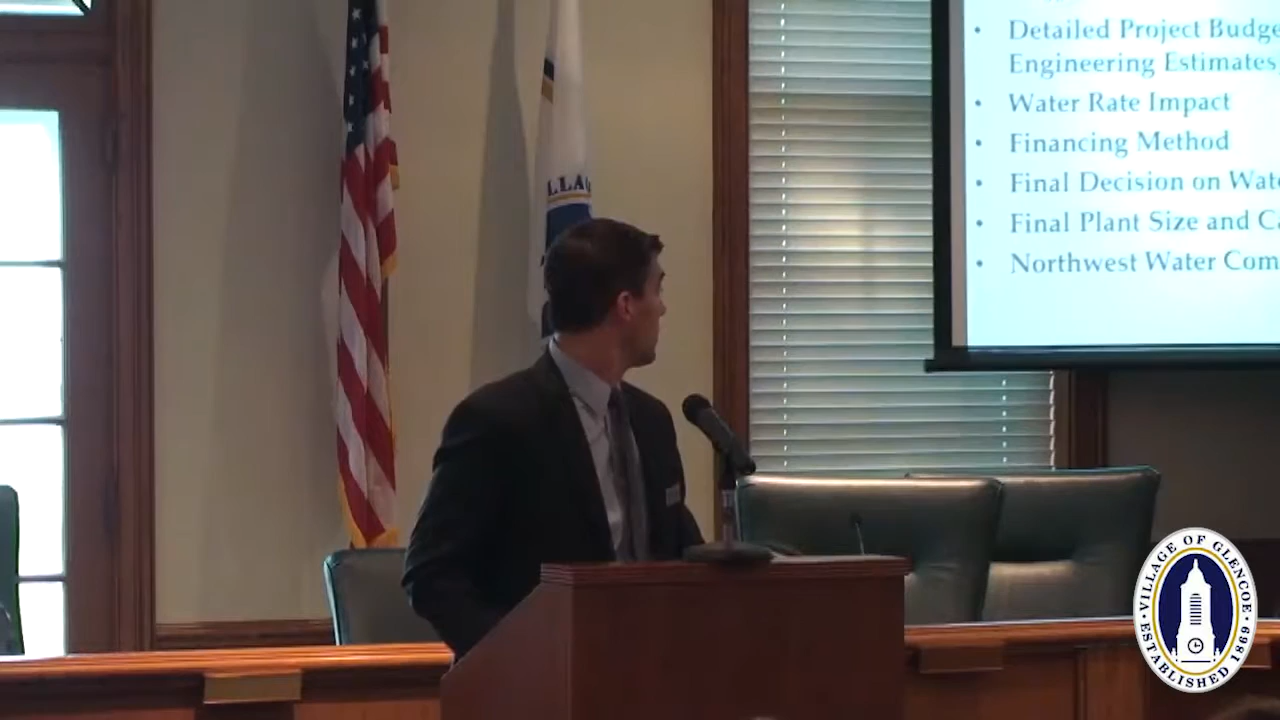 Detailed Project Budge
Engineering Estimates
Water Rate Impact
Financing Method
Final Decision on Wat
Final Plant Size and C
Northwest Water Com
VILLAGE OF GLENCOE
ESTABLISHED 1869